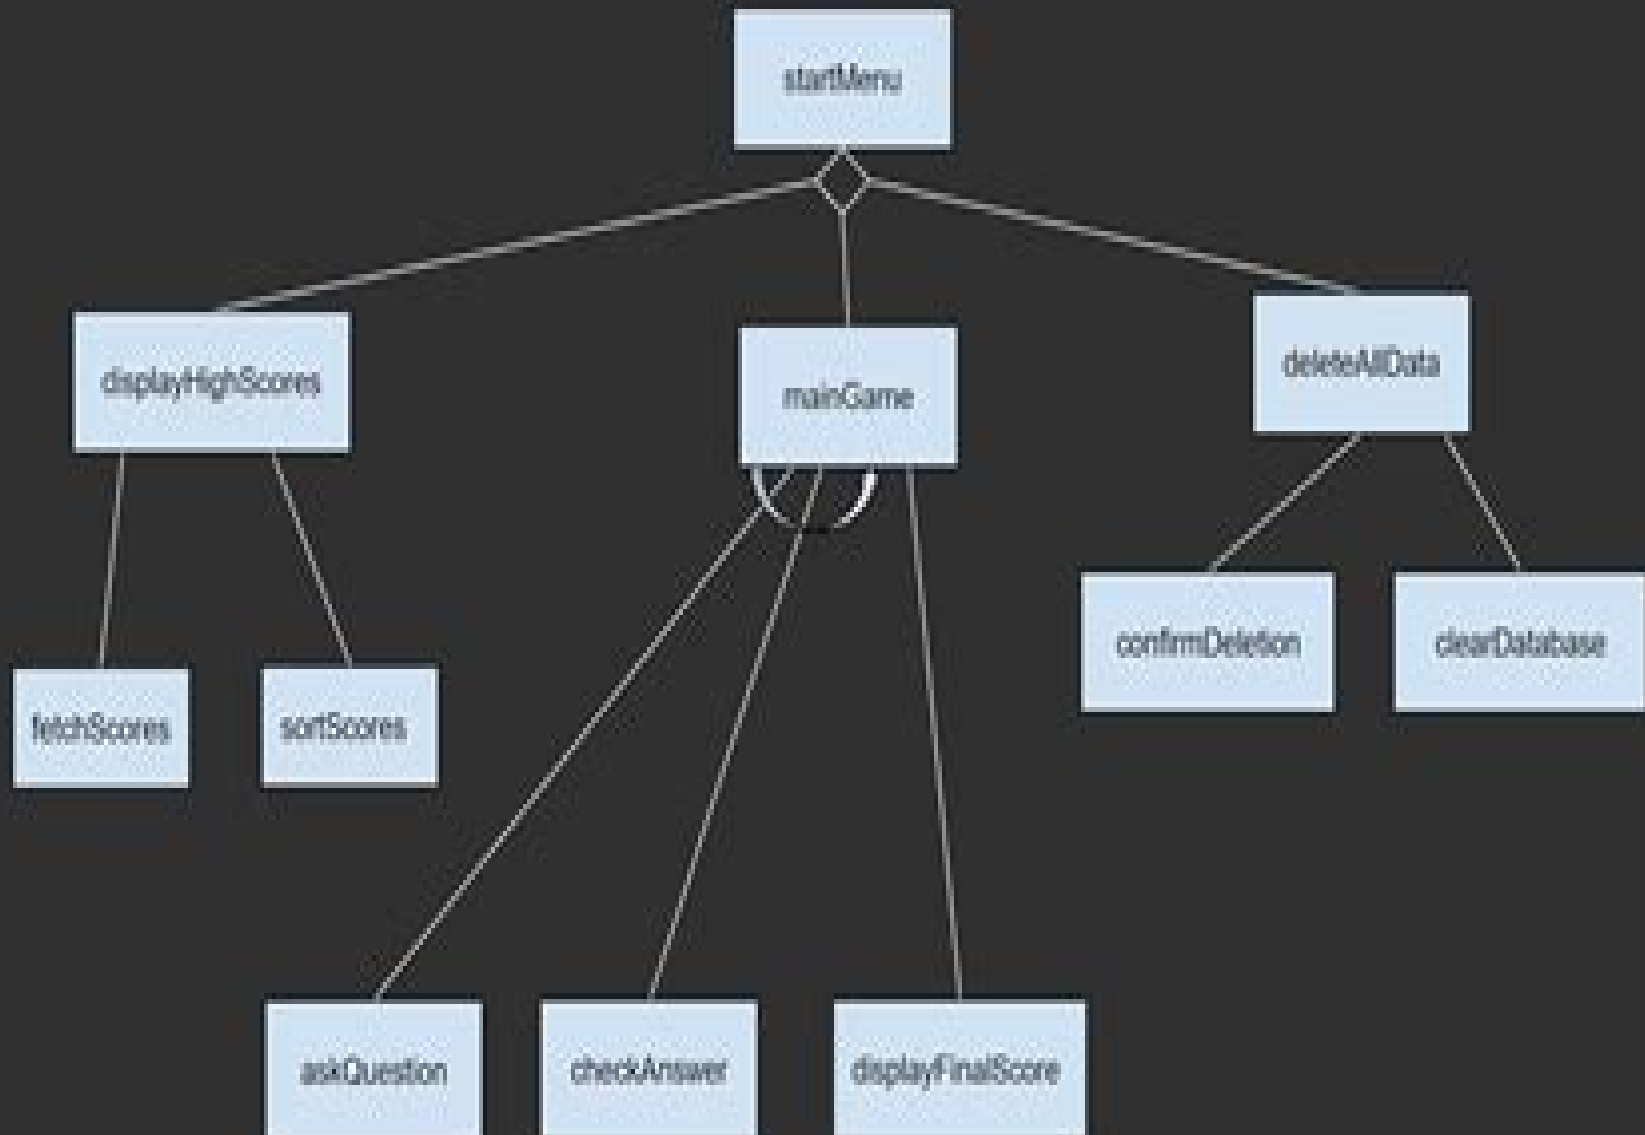 startMenu
displayHighScores
mainGame
deleteAllData
fetchScores
sortScores
confirmDeletion
clearDatabase
askQuestion
checkAnswer
displayFinalScore